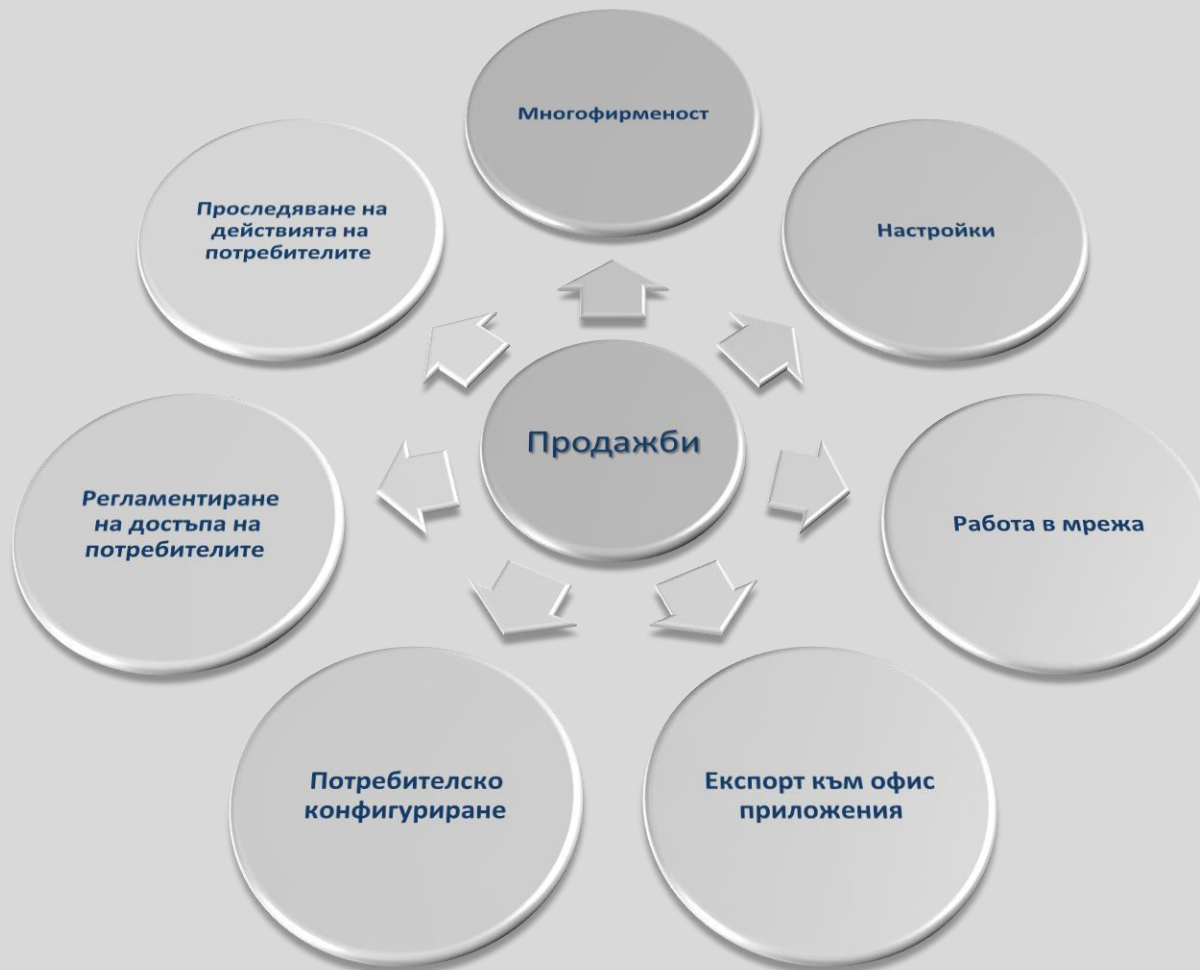 Многофирменост
Проследяване на
действията на
потребителите
Настройки
Продажби
Регламентиране
на достъпа на
потребителите
Работа в мрежа
Потребителско
конфигуриране
Експорт към офис
приложения